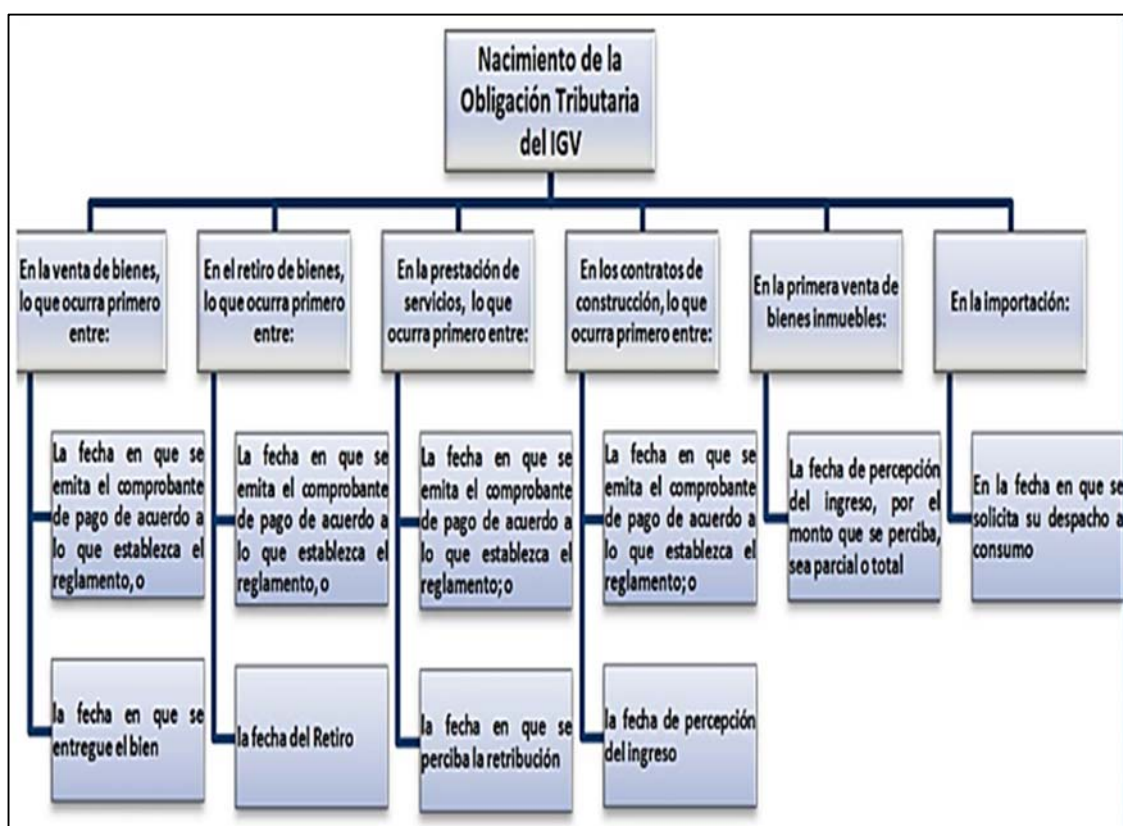 Nacimiento de la
Obligación Tributaria
del IGV
En la venta de bienes,
lo que ocurra primero
entre:
La fecha en que se
emita el comprobante
de pago de acuerdo a
lo que establezca el
reglamento, o
la fecha en que se
entregue el bien
En el retiro de bienes,
lo que ocurra primero
entre:
La fecha en que se
emita el comprobante
de pago de acuerdo a
lo que establezca el
reglamento, o
la fecha del Retiro
En la prestación de
servicios, lo que
ocurra primero entre:
La fecha en que se
emita el comprobante
de pago de acuerdo a
lo que establezca el
reglamento; o
la fecha en que se
perciba la retribución
En los contratos de
construcción, lo que
ocurra primero entre:
La fecha en que se
emita el comprobante
de pago de acuerdo a
lo que establezca el
reglamento; o
la fecha de percepción
del ingreso
En la primera venta de
bienes inmuebles:
La fecha de percepción
del ingreso, por el
monto que se perciba,
sea parcial o total
En la importación:
En la fecha en que se
solicita su despacho a
consumo